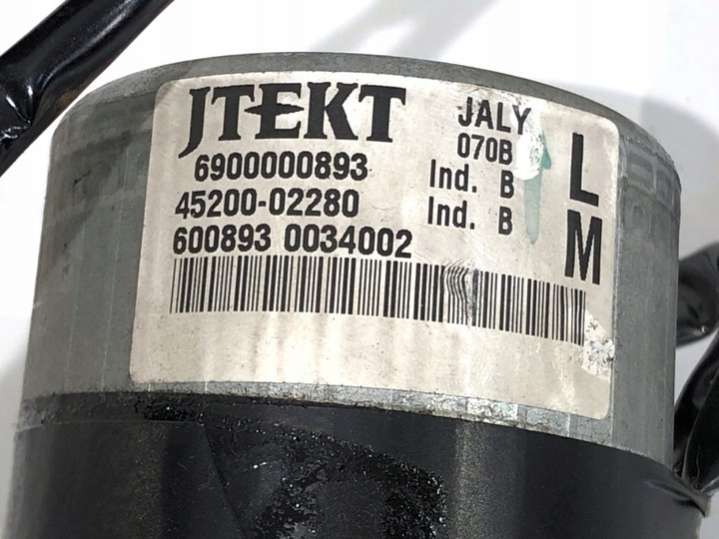 JTEKT JALY
070B
6900000893 Ind. B
45200-02280 Ind. B
600893 0034002
L
M